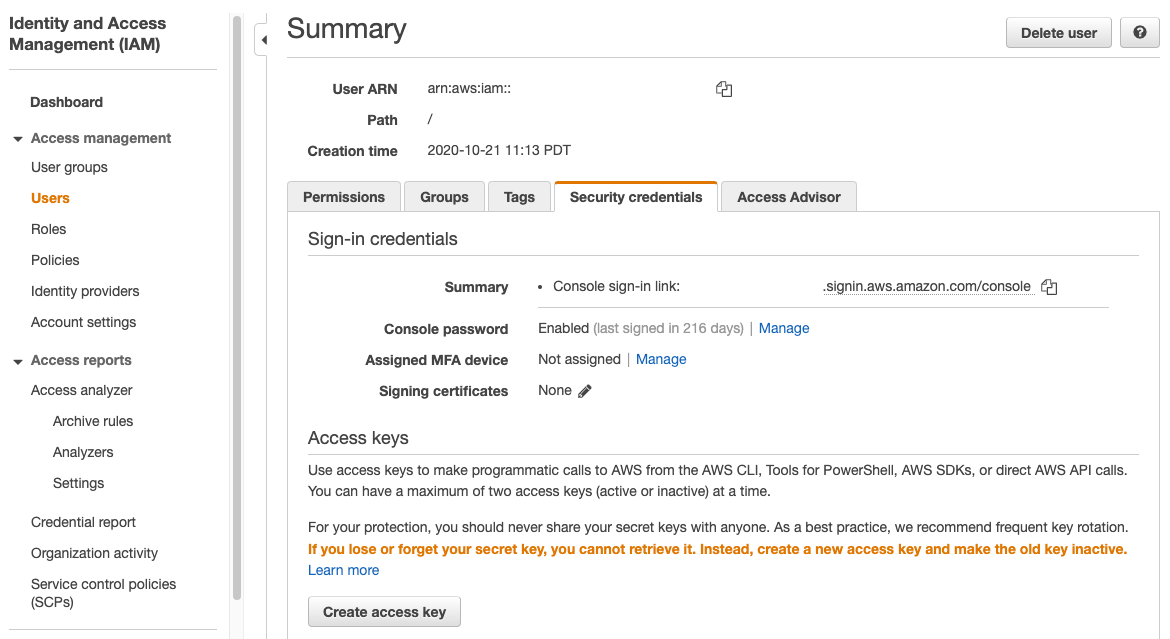 Identity and Access
Management (IAM)
Dashboard
Access management
User groups
Users
Roles
Policies
Identity providers
Account settings
Access reports
Access analyzer
Archive rules
Analyzers
Settings
Credential report
Organization activity
Service control policies
(SCPs)
Summary
Delete user
?
User ARN arn:aws:iam::
Path /
Creation time 2020-10-21 11:13 PDT
Permissions Groups Tags Security credentials Access Advisor
Sign-in credentials
Summary • Console sign-in link: .signin.aws.amazon.com/console
Console password Enabled (last signed in 216 days) | Manage
Assigned MFA device Not assigned | Manage
Signing certificates None
Access keys
Use access keys to make programmatic calls to AWS from the AWS CLI, Tools for PowerShell, AWS SDKs, or direct AWS API calls.
You can have a maximum of two access keys (active or inactive) at a time.
For your protection, you should never share your secret keys with anyone. As a best practice, we recommend frequent key rotation.
If you lose or forget your secret key, you cannot retrieve it. Instead, create a new access key and make the old key inactive.
Learn more
Create access key